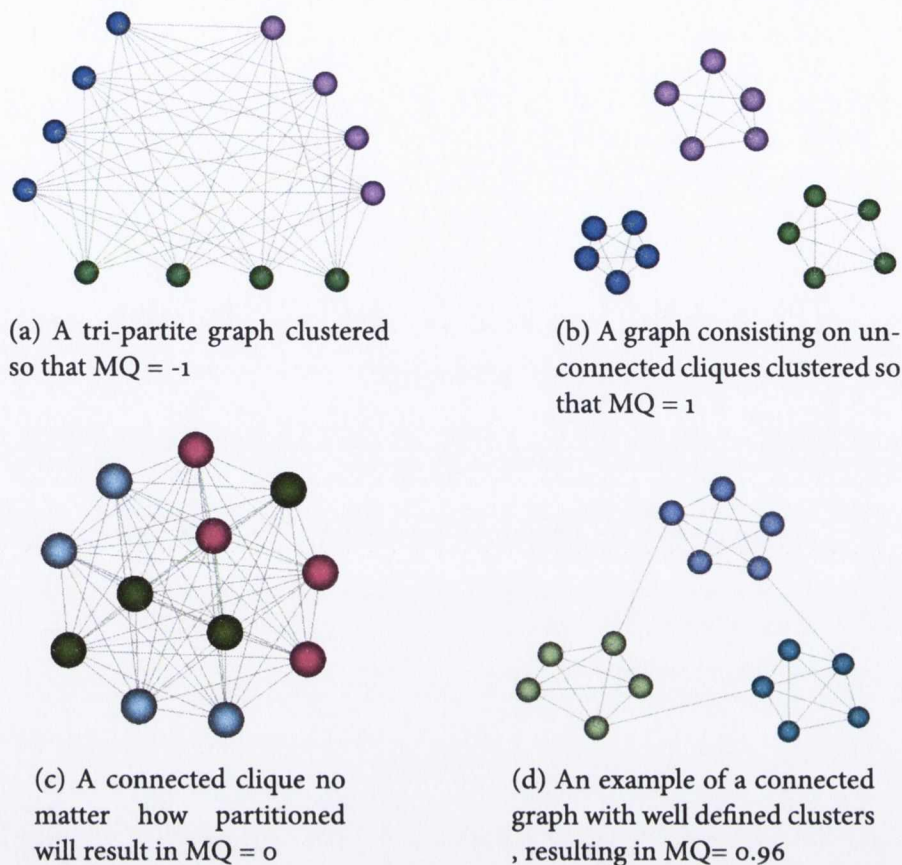 (a) A tri-partite graph clustered
so that MQ = -1
(b) A graph consisting on un-
connected cliques clustered so
that MQ = 1
(c) A connected clique no
matter how partitioned
will result in MQ = 0
(d) An example of a connected
graph with well defined clusters
, resulting in MQ= 0.96